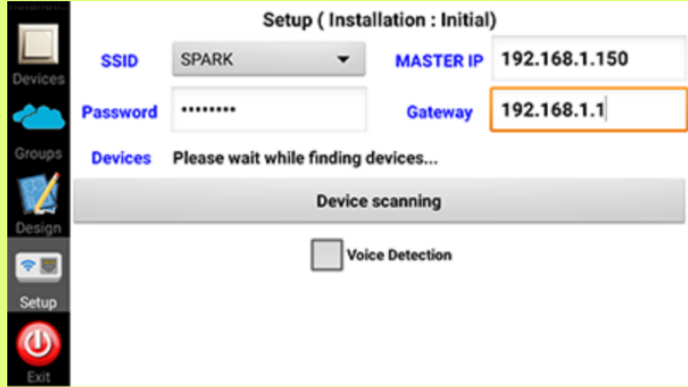 Setup ( Installation : Initial)
SSID SPARK MASTER IP 192.168.1.150
Password •••••••• Gateway 192.168.1.1
Devices Please wait while finding devices...
Device scanning
Voice Detection
Devices
Groups
Design
Setup
Exit